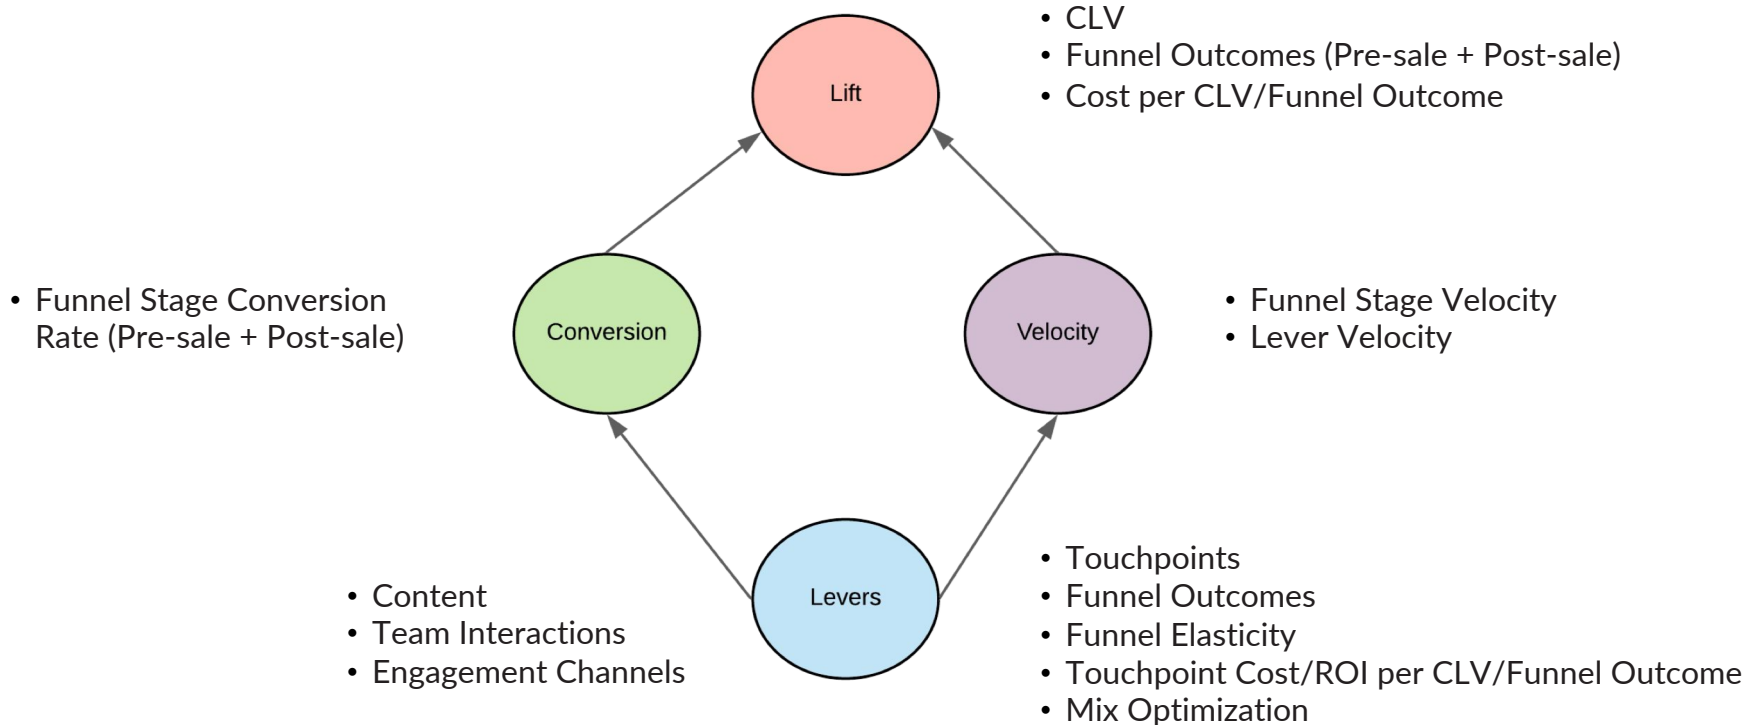 • CLV
• Funnel Outcomes (Pre-sale + Post-sale)
• Cost per CLV/Funnel Outcome
Lift
• Funnel Stage Conversion
Rate (Pre-sale + Post-sale)
Conversion
Velocity
• Funnel Stage Velocity
• Lever Velocity
• Content
• Team Interactions
• Engagement Channels
Levers
• Touchpoints
• Funnel Outcomes
• Funnel Elasticity
• Touchpoint Cost/ROI per CLV/Funnel Outcome
• Mix Optimization